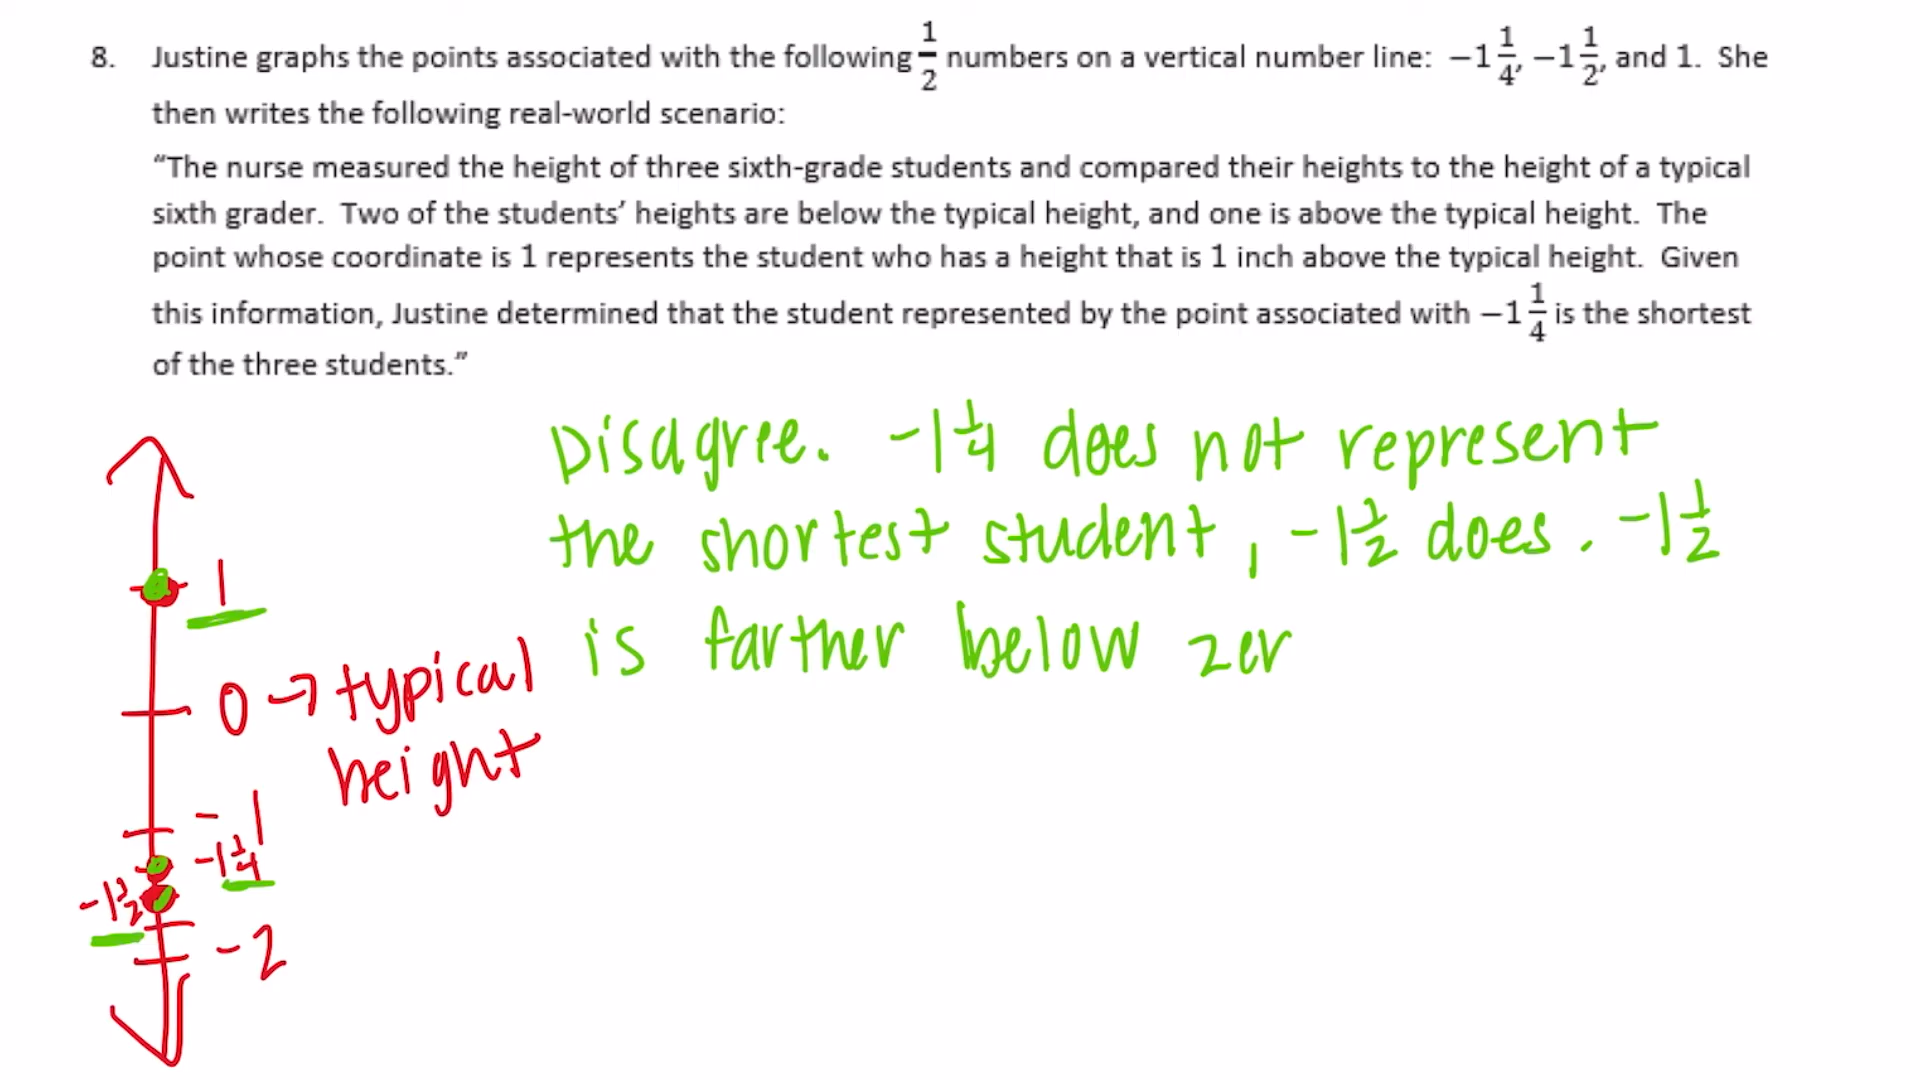 8. Justine graphs the points associated with the following 1/2 numbers on a vertical number line: −1 1/4, −1 1/2, and 1. She
then writes the following real-world scenario:
“The nurse measured the height of three sixth-grade students and compared their heights to the height of a typical
sixth grader. Two of the students’ heights are below the typical height, and one is above the typical height. The
point whose coordinate is 1 represents the student who has a height that is 1 inch above the typical height. Given
this information, Justine determined that the student represented by the point associated with −1 1/4 is the shortest
of the three students.”
Disagree. -1 1/4 does not represent
the shortest student, -1 1/2 does. -1 1/2
is farther below zer
1
0 → typical
height
-1
-1 1/4
-1 1/2
-2